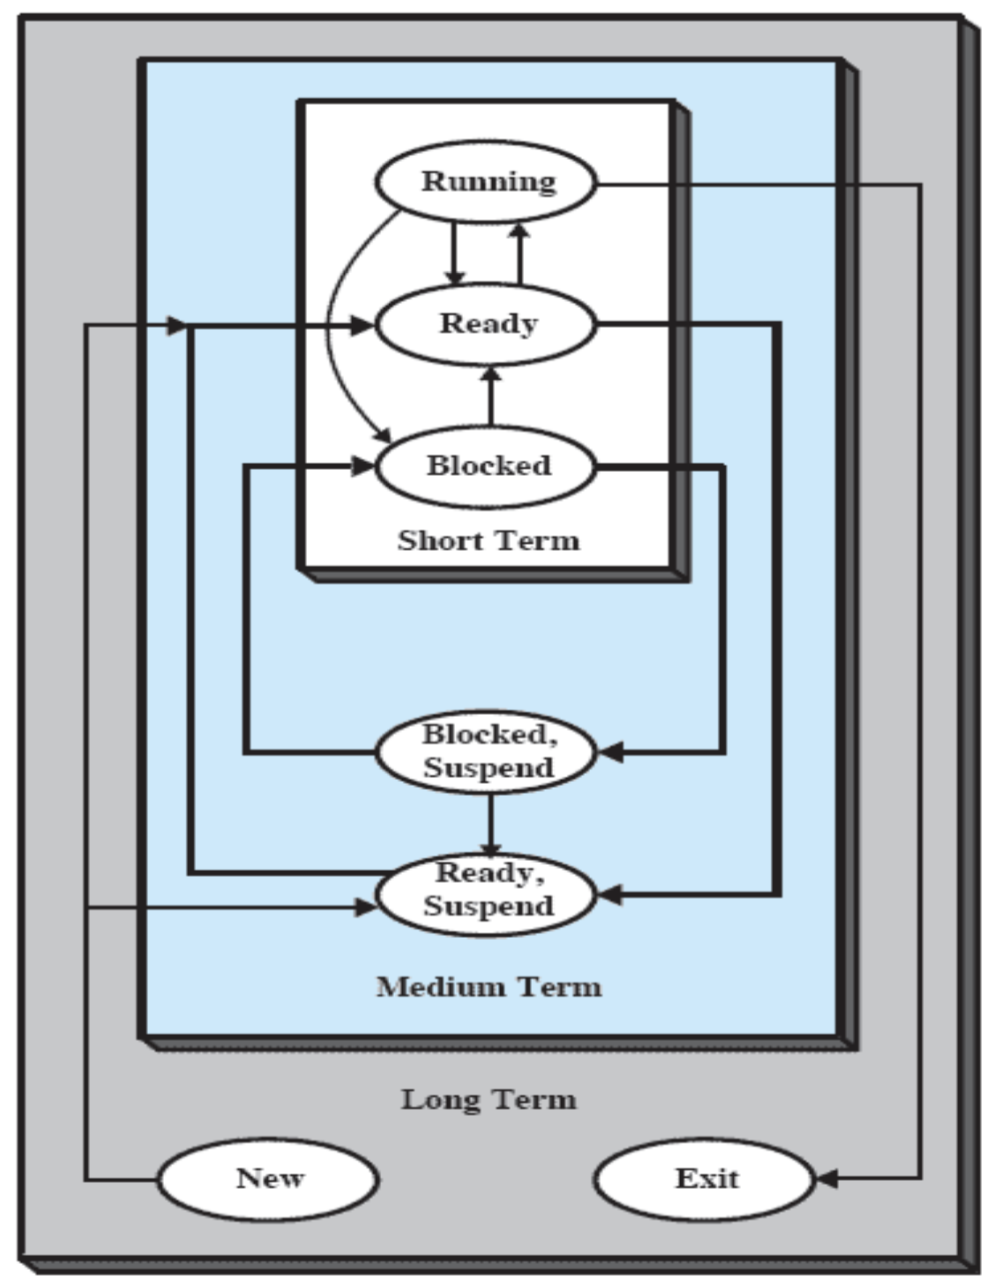 Running
Ready
Blocked
Short Term
Blocked,
Suspend
Ready,
Suspend
Medium Term
Long Term
New
Exit